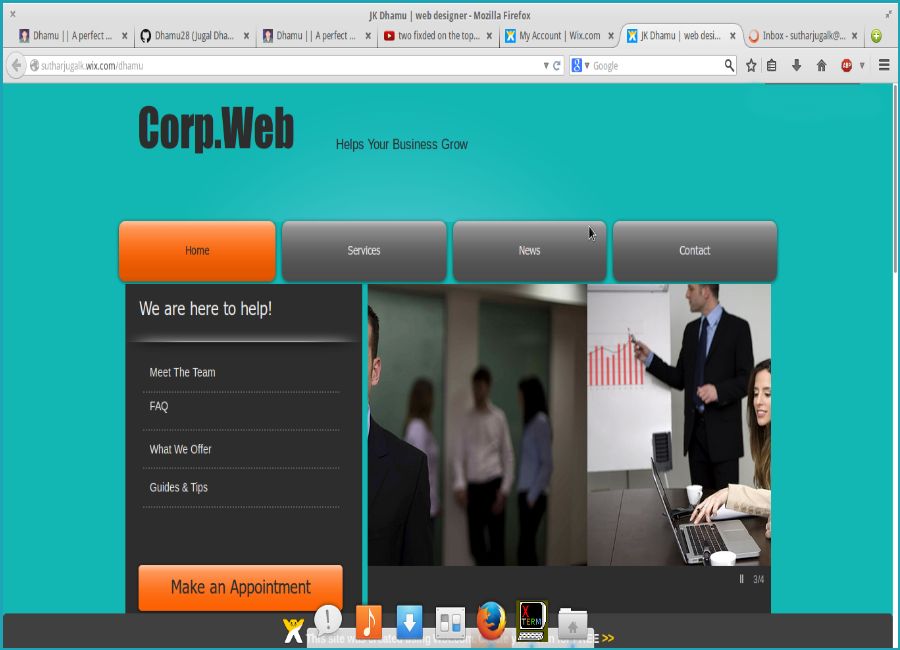 JK Dhamu | web designer - Mozilla Firefox
Dhamu || A perfect ...
Dhamu28 (Jugal Dha...
Dhamu || A perfect ...
two fixded on the top...
My Account | Wix.com
JK Dhamu | web desi...
Inbox - sutharjugalk@...
sutharjugalk.wix.com/dhamu
Google
ABP
Corp.Web
Helps Your Business Grow
Home
Services
News
Contact
We are here to help!
Meet The Team
FAQ
What We Offer
Guides & Tips
3/4
Make an Appointment
X
TERM
This site was created using >>